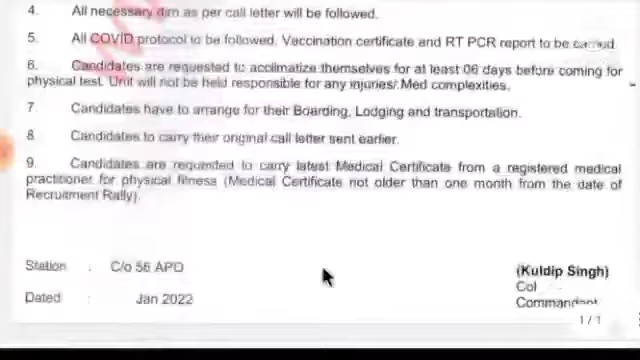 4. All necessary dim as per call letter will be followed.
5. All COVID protocol to be followed. Vaccination certificate and RT PCR report to be carried.
6. Candidates are requested to acclimatize themselves for at least 06 days before coming for
physical test. Unit will not be held responsible for any injuries/ Med complexities.
7. Candidates have to arrange for their Boarding, Lodging and transportation.
8. Candidates to carry their original call letter sent earlier.
9. Candidates are requested to carry latest Medical Certificate from a registered medical
practitioner for physical fitness (Medical Certificate not older than one month from the date of
Recruitment Rally).
Station : C/o 56 APO
(Kuldip Singh)
Col
Dated : Jan 2022
Commandant
1 / 1